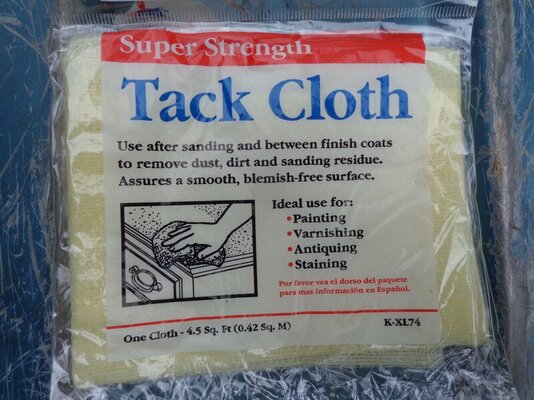 Super Strength
Tack Cloth
Use after sanding and between finish coats
to remove dust, dirt and sanding residue.
Assures a smooth, blemish-free surface.
Ideal use for:
•Painting
•Varnishing
•Antiquing
•Staining
Por favor vea el dorso del paquete
para mas información en Español.
One Cloth - 4.5 Sq. Ft (0.42 Sq. M)
K-XL74